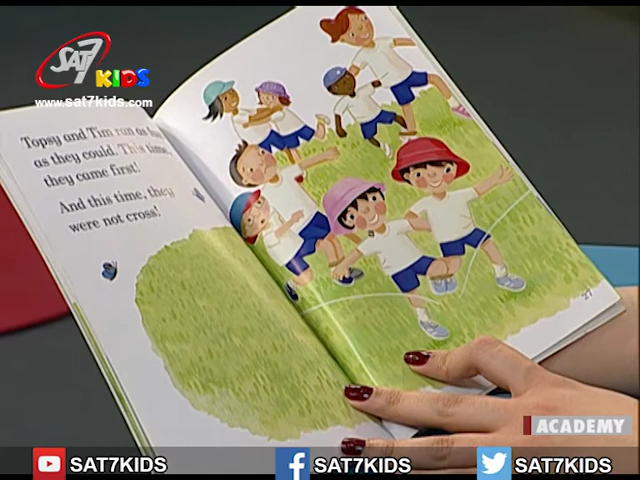 SAT7
KIDS
www.sat7kids.com
Topsy and Tim ran as
as they could. This time,
they came first!
And this time, they
were not cross!
27
ACADEMY
SAT7KIDS
SAT7KIDS
SAT7KIDS